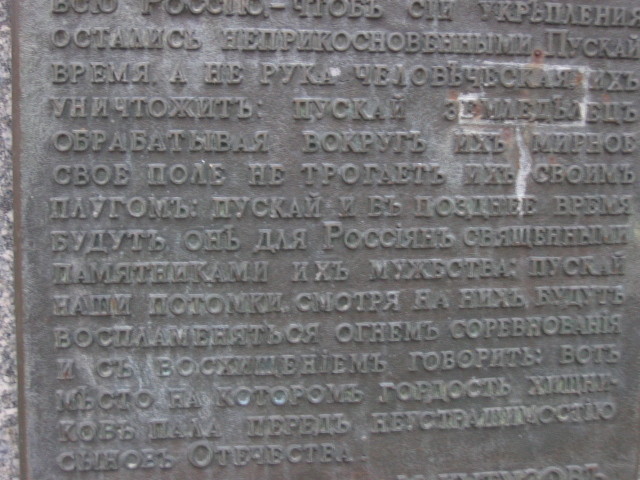 всю Россию–чтобъ сіи укрѣпленія
остались неприкосновенными Пускай
время а не рука человѣческая ихъ
уничтожитъ: пускай земледѣлецъ
обрабатывая вокругъ ихъ мирное
свое поле не трогаетъ ихъ своимъ
плугомъ: пускай и въ позднее время
будутъ онѣ для Россіянъ священными
памятниками ихъ мужества: пускай
наши потомки смотря на нихъ будутъ
воспламеняться огнемъ соревнованія
и съ восхищеніемъ говорить: вотъ
мѣсто на которомъ гордость хищни-
ковъ пала передъ неустрашимостію
сыновъ Отечества.